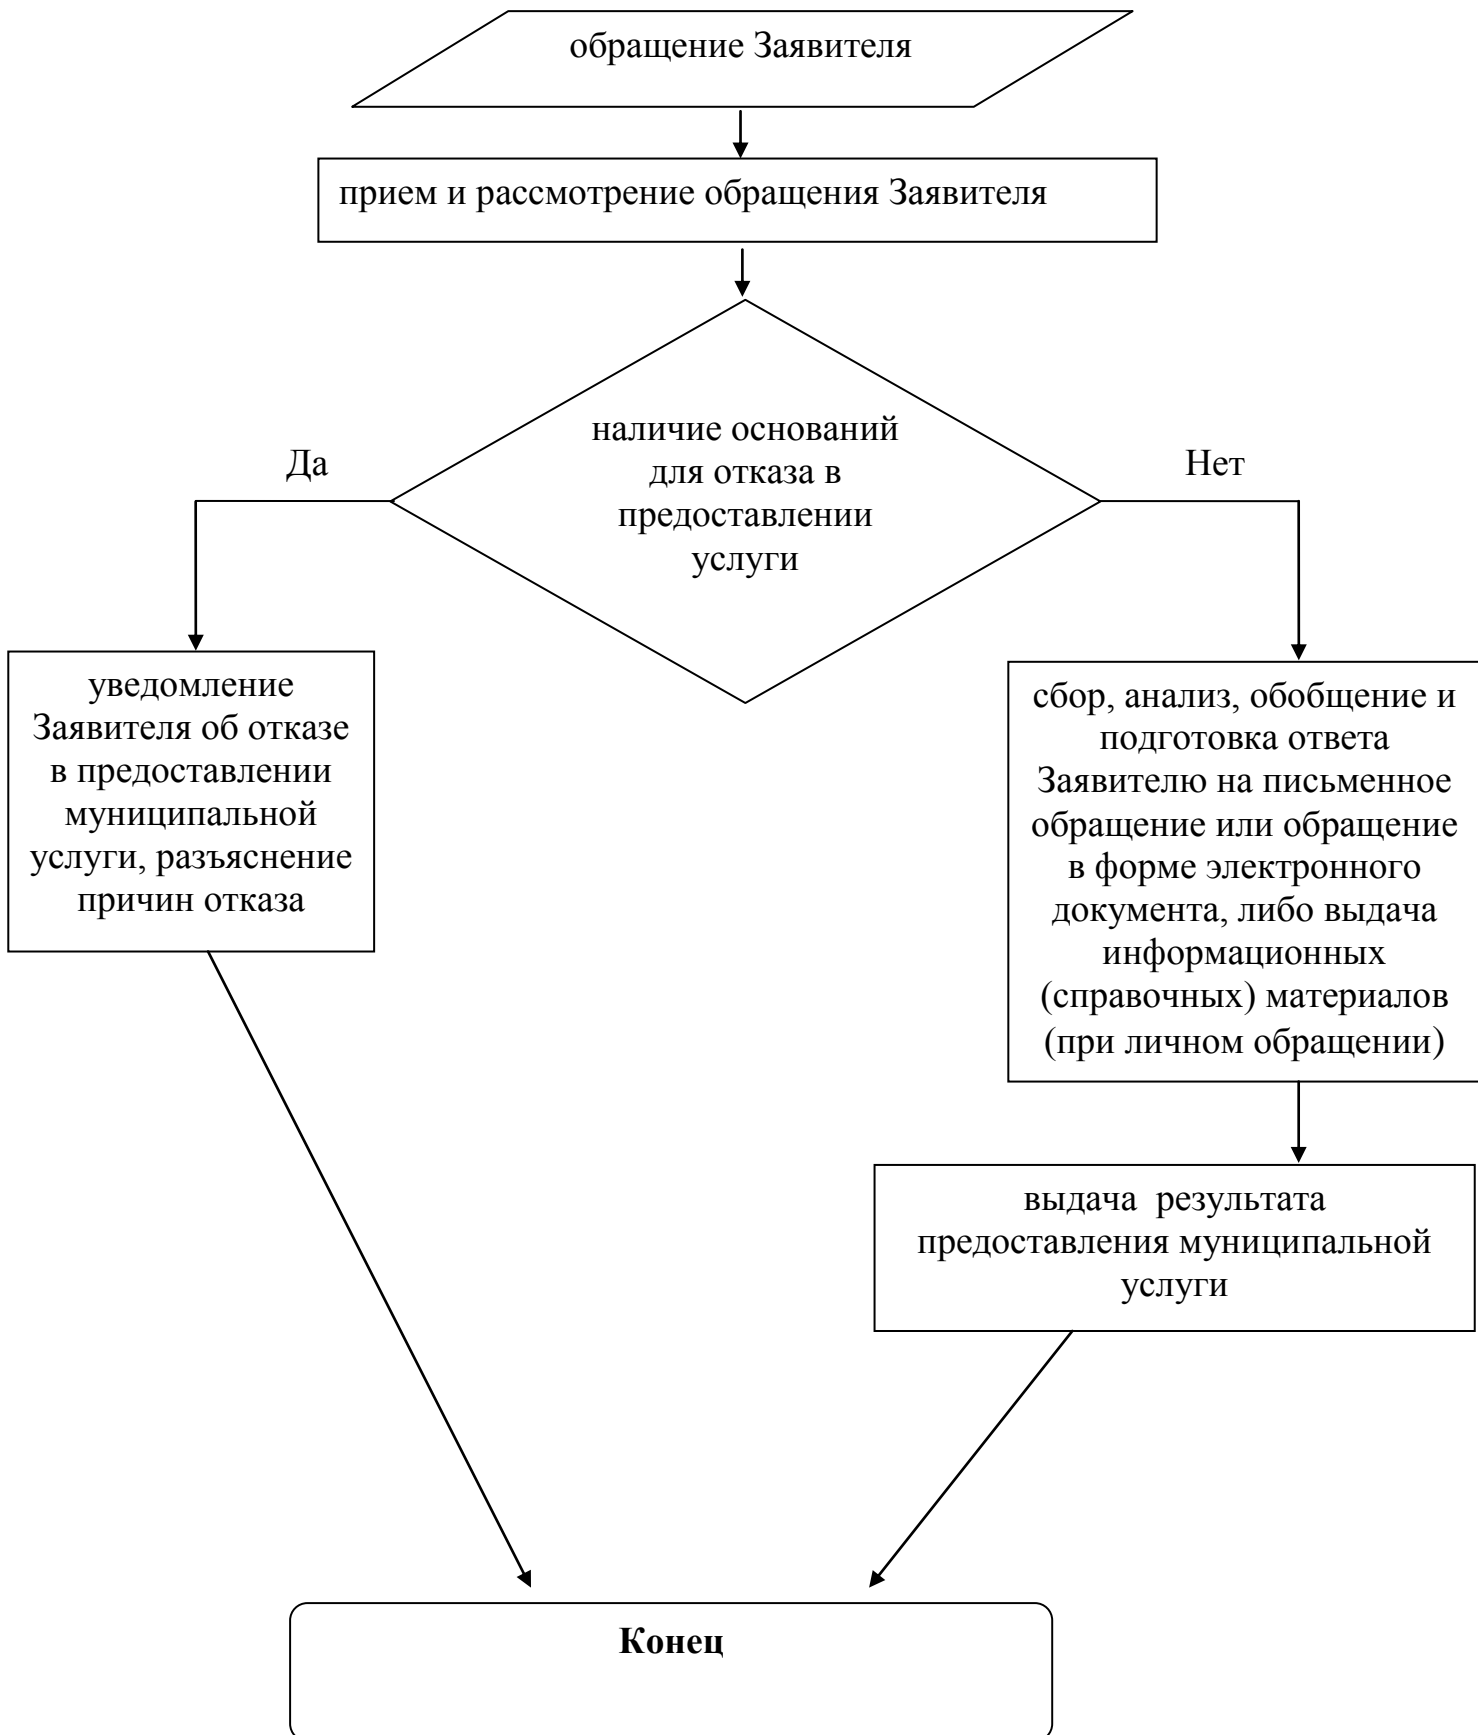 обращение Заявителя
прием и рассмотрение обращения Заявителя
наличие оснований
для отказа в
предоставлении
услуги
Да
Нет
уведомление
Заявителя об отказе
в предоставлении
муниципальной
услуги, разъяснение
причин отказа
сбор, анализ, обобщение и
подготовка ответа
Заявителю на письменное
обращение или обращение
в форме электронного
документа, либо выдача
информационных
(справочных) материалов
(при личном обращении)
выдача  результата
предоставления муниципальной
услуги
Конец